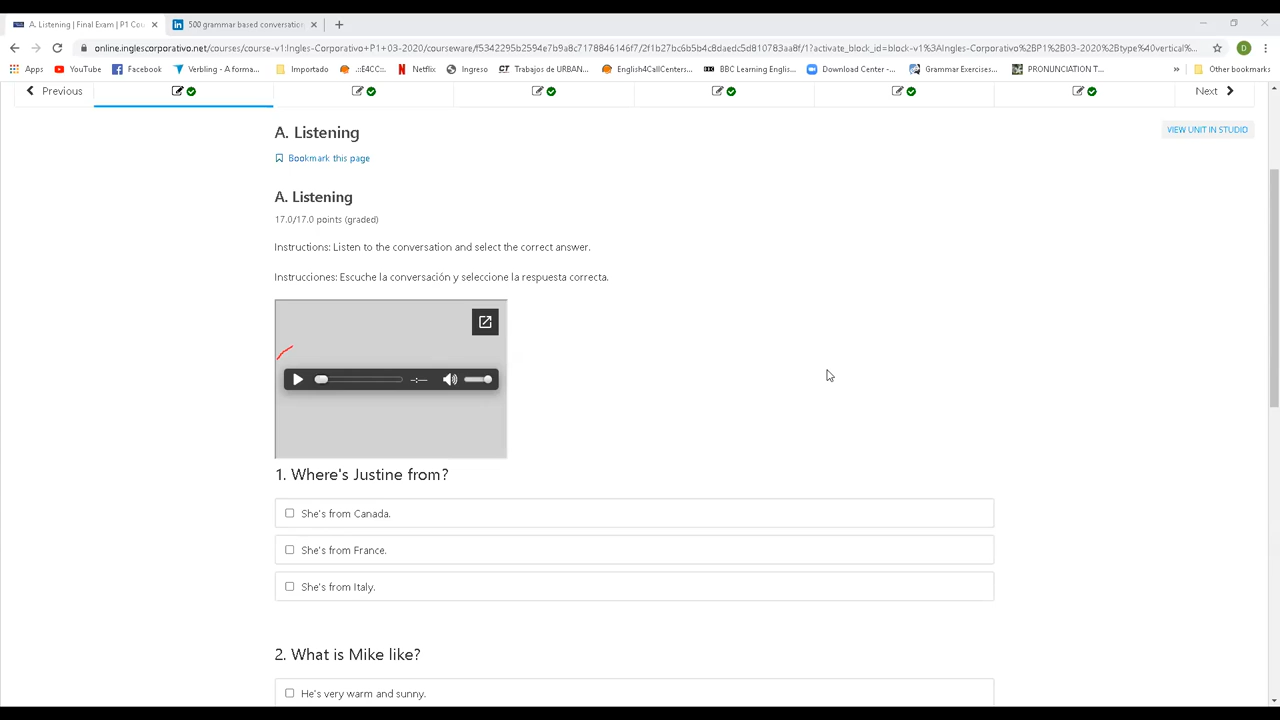 A. Listening | Final Exam | P1 Cou
500 grammar based conversation
online.inglescorporativo.net/courses/course-v1:Ingles-Corporativo+P1+03-2020/courseware/f5342295b2594e7b9a8c7178846146f7/2f1b27bc6b5b4c8daedc5d810783aa8f/1?activate_block_id=block-v1%3AIngles-Corporativo%2BP1%2B03-2020%2Btype@vertical%...
D
Apps YouTube Facebook Verbling - A forma... Importado .::E4CC::. Netflix Ingreso Trabajos de URBAN... English4CallCenters... BBC Learning Englis... Download Center -... Grammar Exercises... PRONUNCIATION T... » Other bookmarks
Previous
Next
A. Listening
VIEW UNIT IN STUDIO
Bookmark this page
A. Listening
17.0/17.0 points (graded)
Instructions: Listen to the conversation and select the correct answer.
Instrucciones: Escuche la conversación y seleccione la respuesta correcta.
-:--
1. Where's Justine from?
She's from Canada.
She's from France.
She's from Italy.
2. What is Mike like?
He's very warm and sunny.